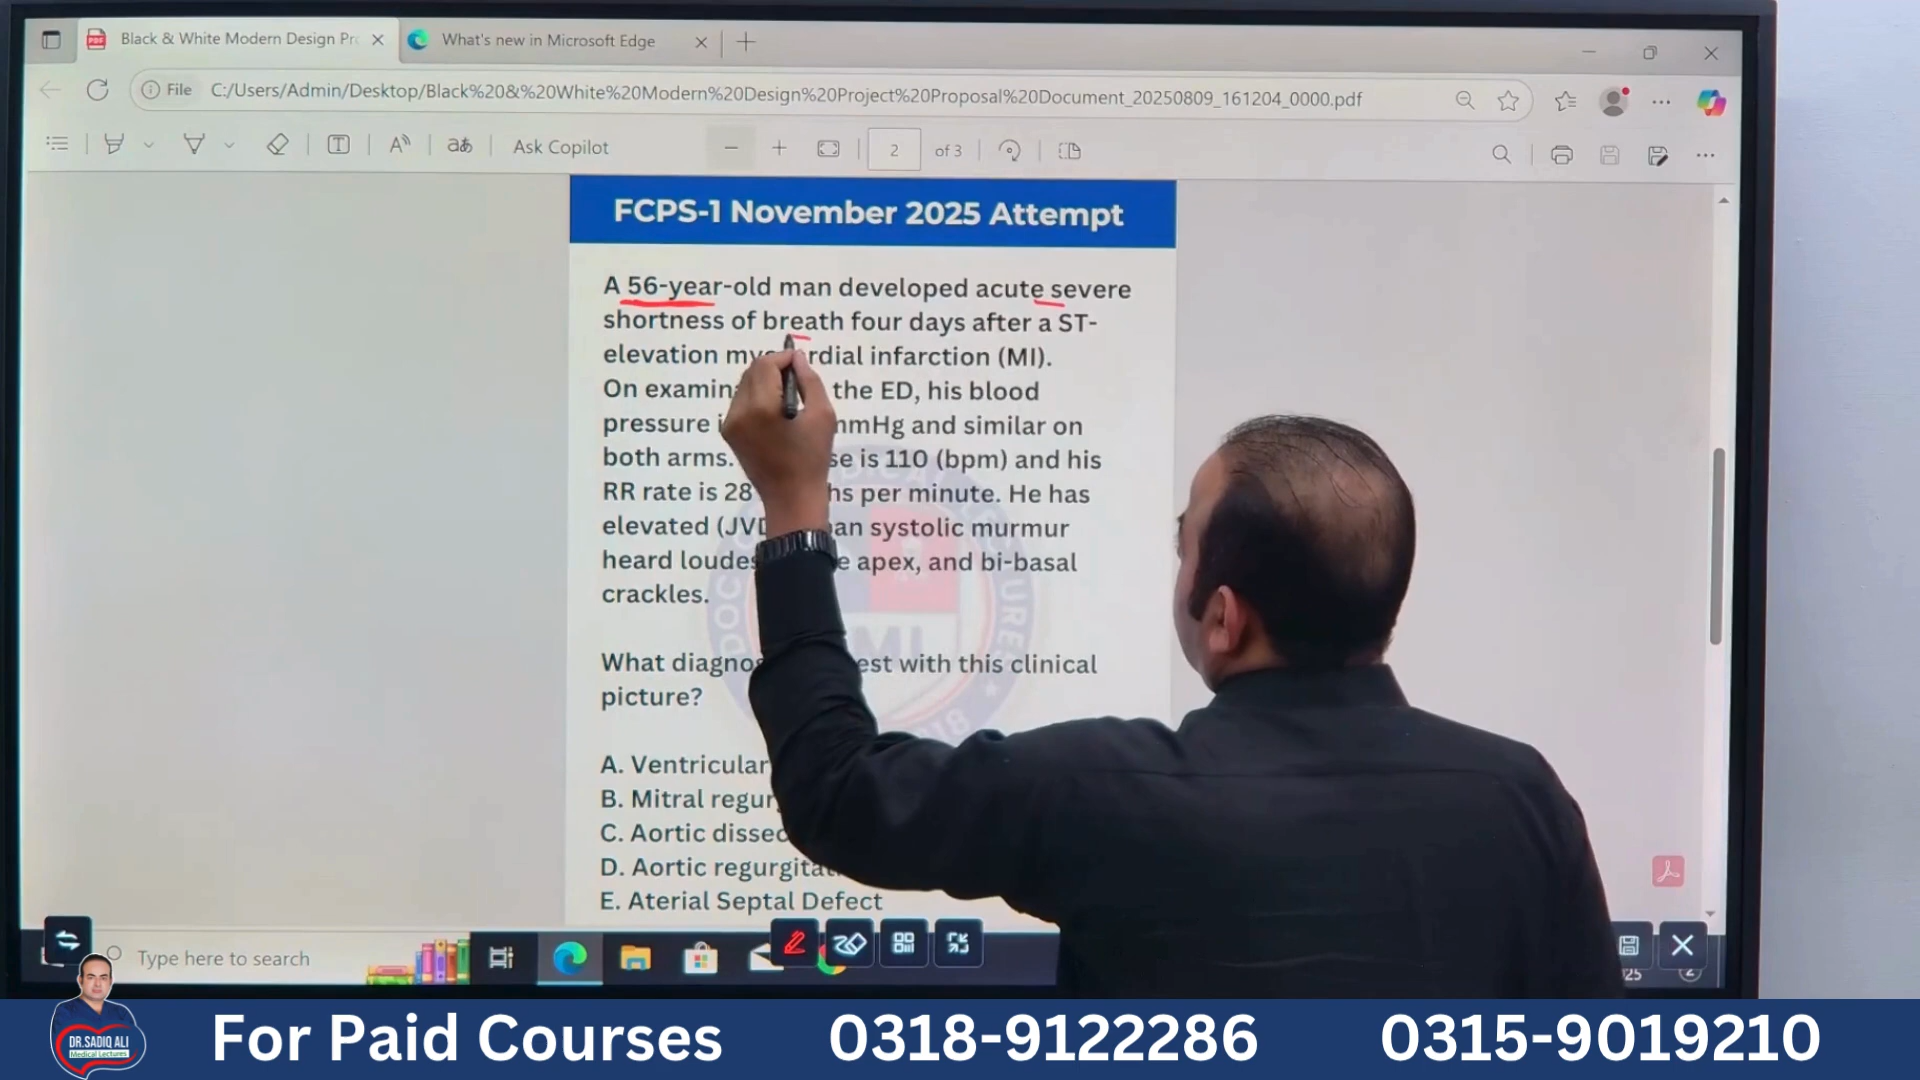 Black & White Modern Design Pr
What's new in Microsoft Edge
File C:/Users/Admin/Desktop/Black%20&%20White%20Modern%20Design%20Project%20Proposal%20Document_20250809_161204_0000.pdf
Ask Copilot
2 of 3
FCPS-1 November 2025 Attempt
A 56-year-old man developed acute severe
shortness of breath four days after a ST-
elevation my rdial infarction (MI).
On examin the ED, his blood
pressure mmHg and similar on
both arms. se is 110 (bpm) and his
RR rate is 28 hs per minute. He has
elevated (JV an systolic murmur
heard loudes e apex, and bi-basal
crackles.
What diagno est with this clinical
picture?
A. Ventricular
B. Mitral regur
C. Aortic dissec
D. Aortic regurgita
E. Aterial Septal Defect
Type here to search
DR.SADIQ ALI
Medical Lectures
For Paid Courses 0318-9122286 0315-9019210